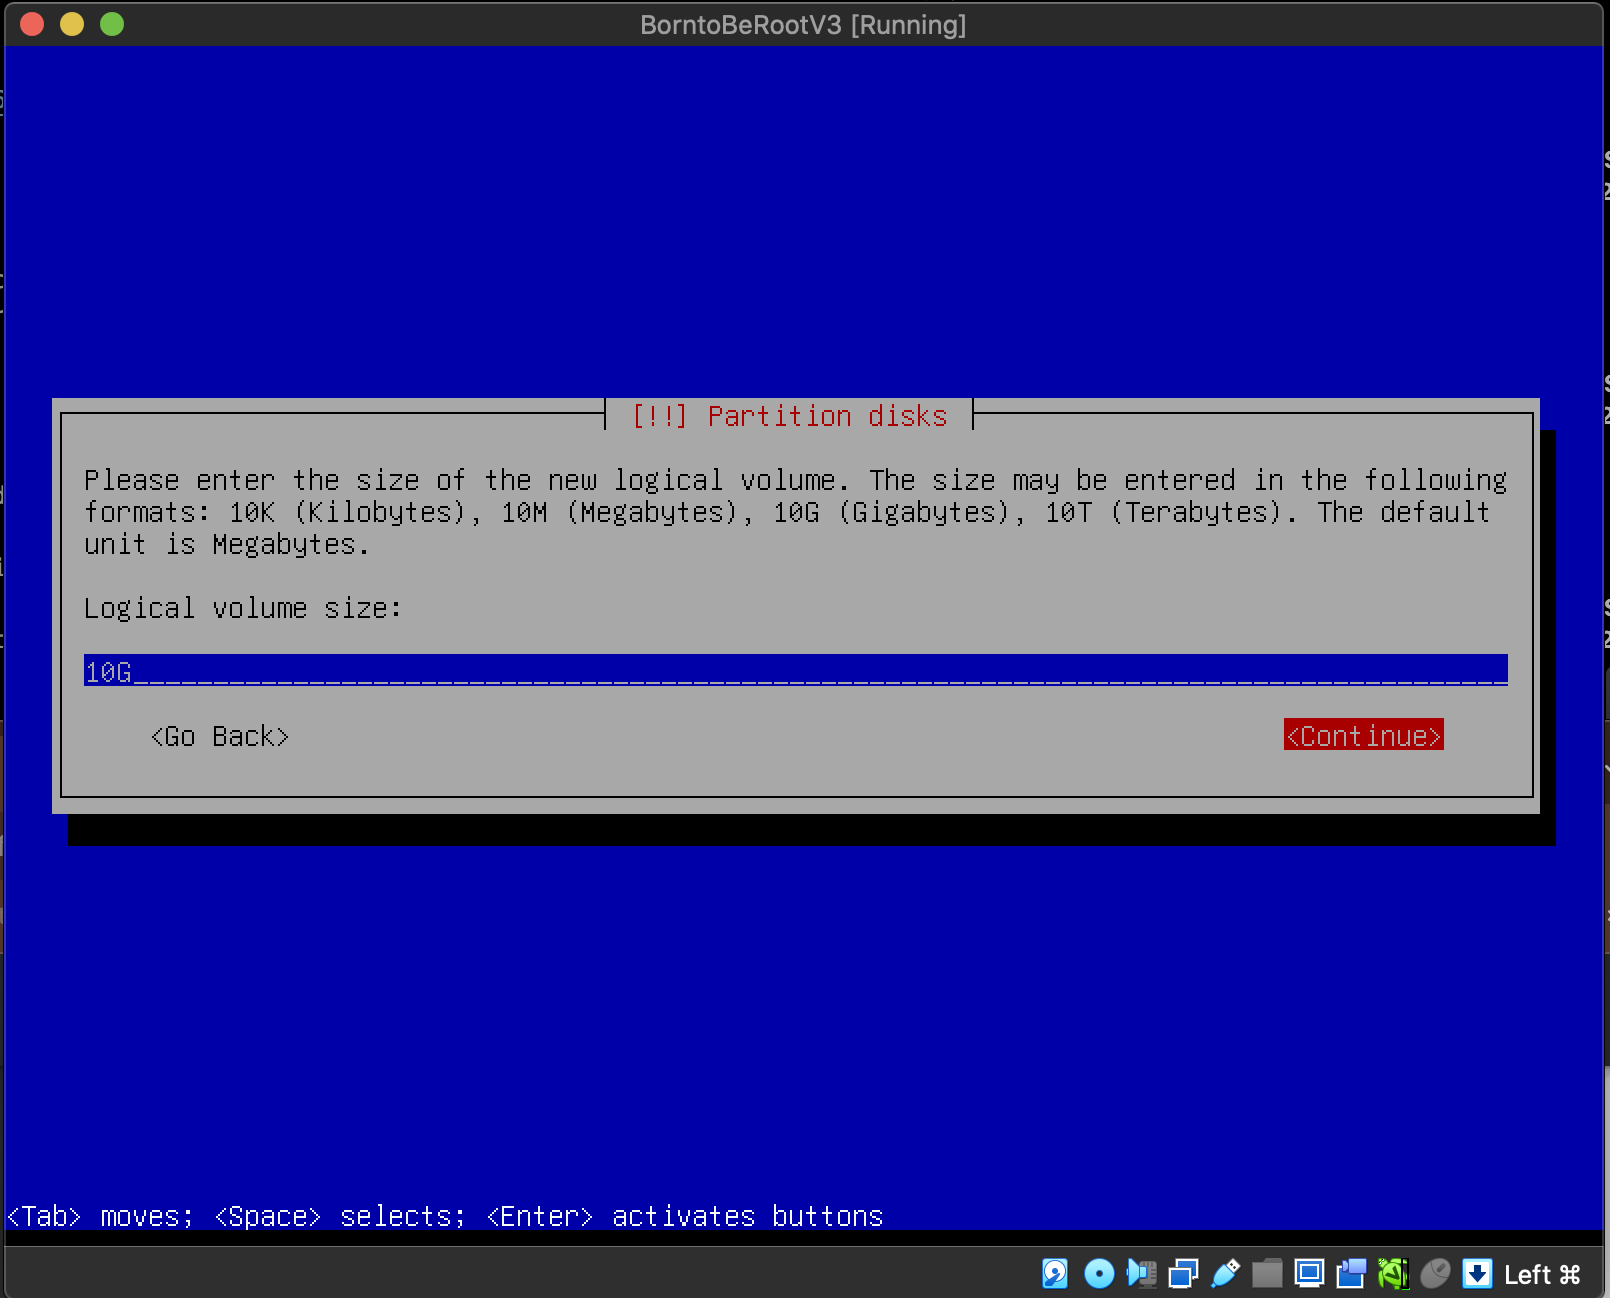 BorntoBeRootV3 [Running]
[!!] Partition disks
Please enter the size of the new logical volume. The size may be entered in the following
formats: 10K (Kilobytes), 10M (Megabytes), 10G (Gigabytes), 10T (Terabytes). The default
unit is Megabytes.
Logical volume size:
10G
<Go Back> <Continue>
<Tab> moves; <Space> selects; <Enter> activates buttons
Left ⌘